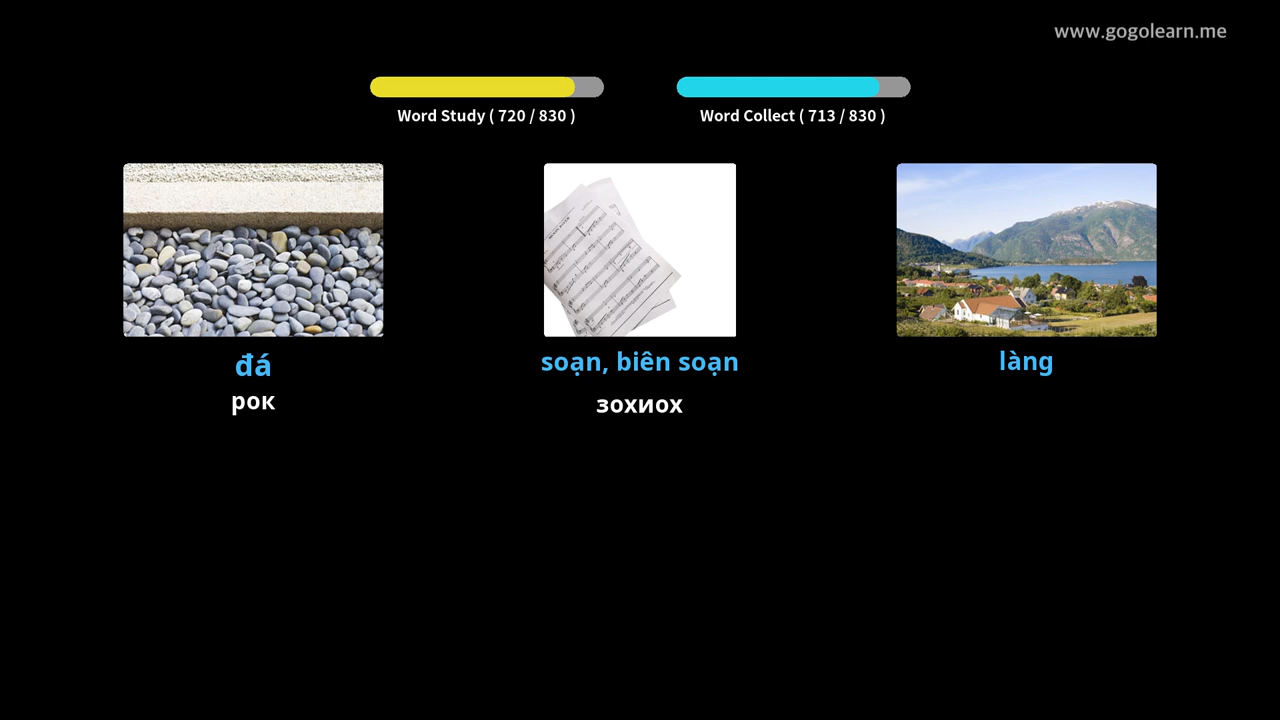 www.gogolearn.me
Word Study ( 720 / 830 )
Word Collect ( 713 / 830 )
đá
рок
soạn, biên soạn
зохиох
làng